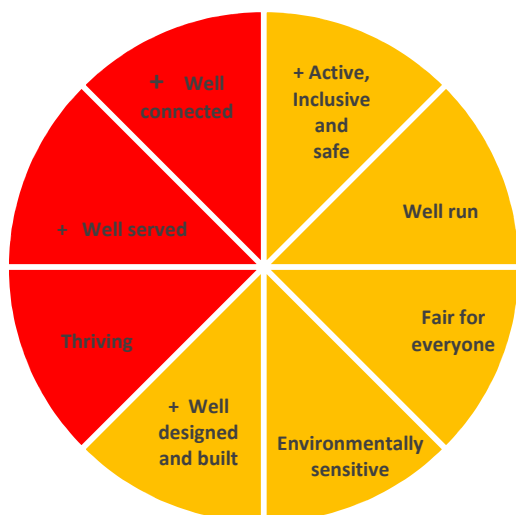 + Well
connected
+ Active,
Inclusive
and
safe
+ Well served
Well run
Thriving
Fair for
everyone
+ Well
designed
and built
Environmentally
sensitive